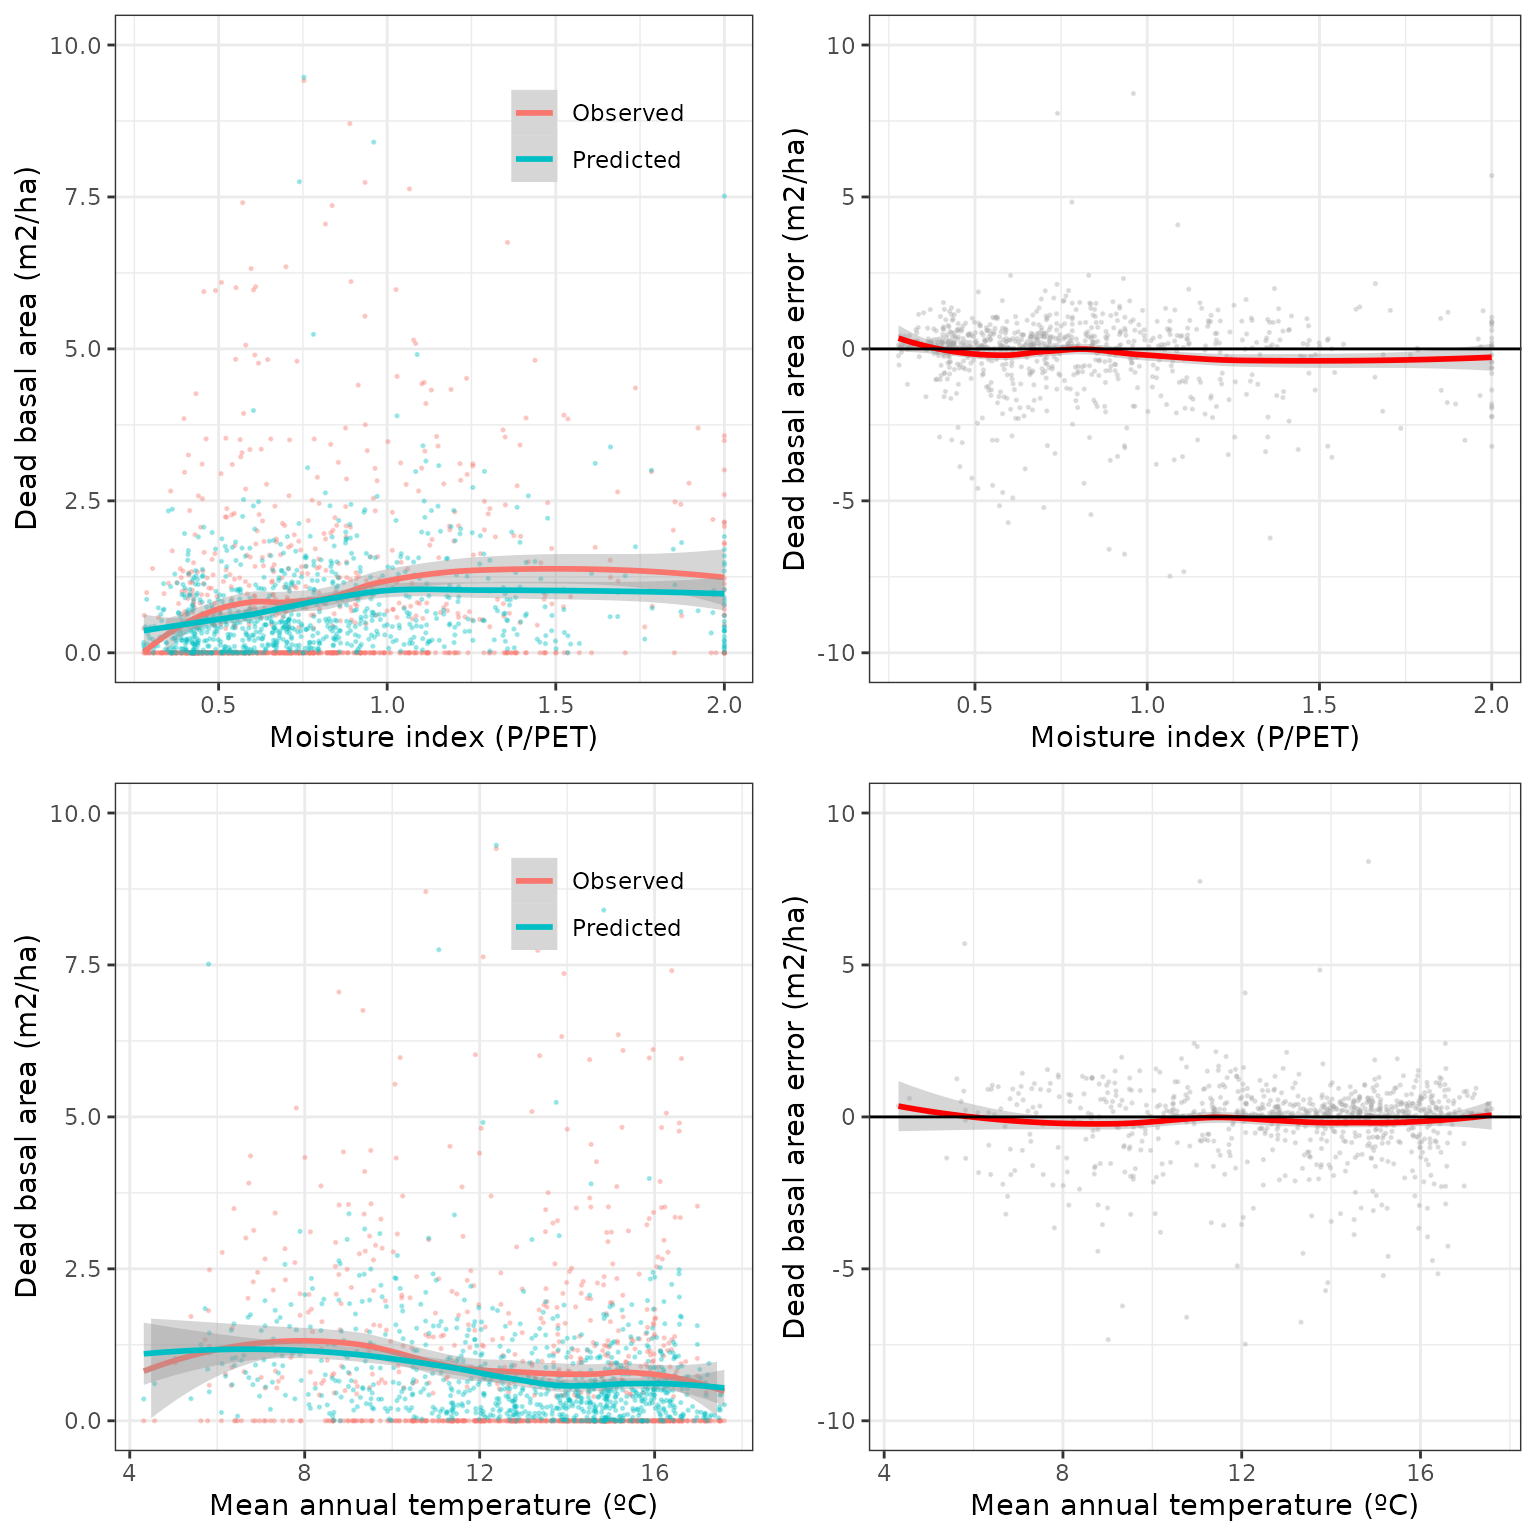 10.0
7.5
5.0
2.5
0.0
Dead basal area (m2/ha)
Observed
Predicted
0.5 1.0 1.5 2.0
Moisture index (P/PET)
10
5
0
-5
-10
Dead basal area error (m2/ha)
0.5 1.0 1.5 2.0
Moisture index (P/PET)
10.0
7.5
5.0
2.5
0.0
Dead basal area (m2/ha)
Observed
Predicted
4 8 12 16
Mean annual temperature (ºC)
10
5
0
-5
-10
Dead basal area error (m2/ha)
4 8 12 16
Mean annual temperature (ºC)